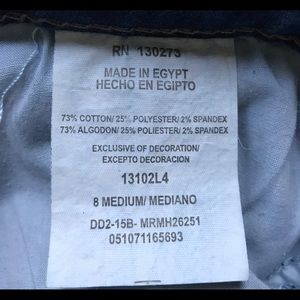 RN 130273
MADE IN EGYPT
HECHO EN EGIPTO
73% COTTON/ 25% POLYESTER/ 2% SPANDEX
73% ALGODON/ 25% POLIESTER/ 2% SPANDEX
EXCLUSIVE OF DECORATION/
EXCEPTO DECORACION
13102L4
8 MEDIUM/ MEDIANO
DD2-15B- MRMH26251
051071165693